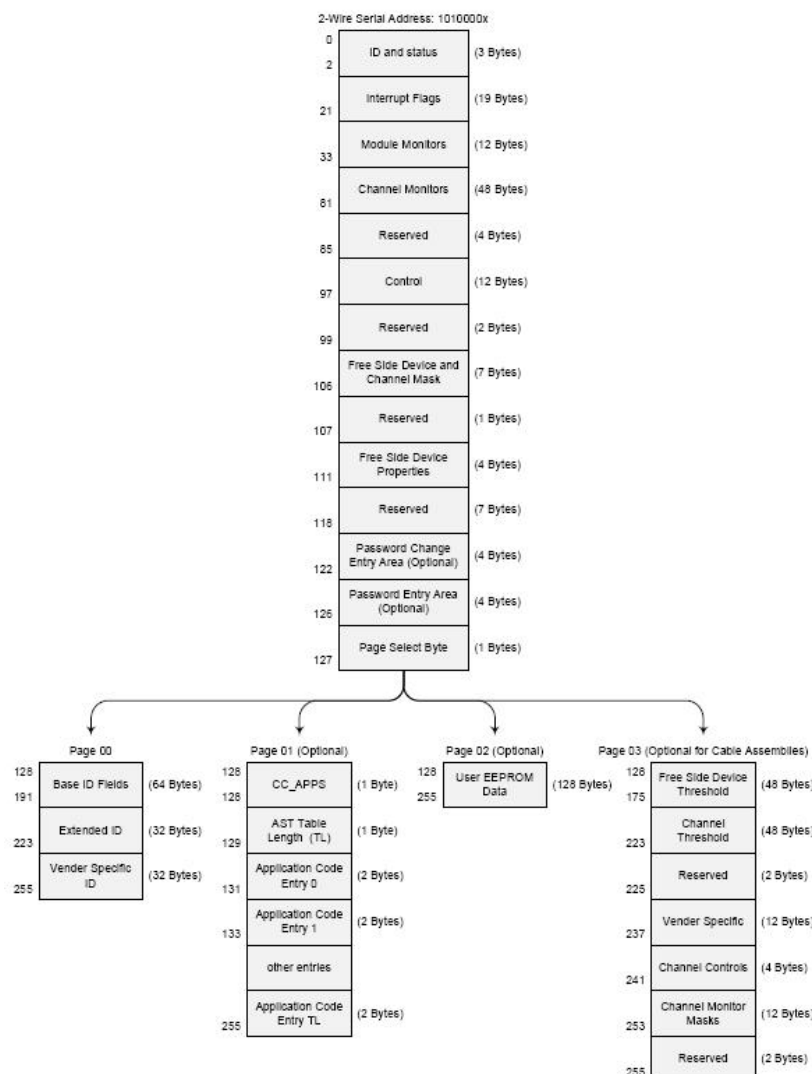 2-Wire Serial Address: 1010000x
0
ID and status
(3 Bytes)
2
Interrupt Flags
(19 Bytes)
21
Module Monitors
(12 Bytes)
33
Channel Monitors
(48 Bytes)
81
Reserved
(4 Bytes)
85
Control
(12 Bytes)
97
Reserved
(2 Bytes)
99
Free Side Device and
Channel Mask
(7 Bytes)
106
Reserved
(1 Bytes)
107
Free Side Device
Properties
(4 Bytes)
111
Reserved
(7 Bytes)
118
Password Change
Entry Area (Optional)
(4 Bytes)
122
Password Entry Area
(Optional)
(4 Bytes)
126
Page Select Byte
(1 Bytes)
127
Page 00
128
Base ID Fields
(64 Bytes)
191
Extended ID
(32 Bytes)
223
Vender Specific
ID
(32 Bytes)
255
Page 01 (Optional)
128
CC_APPS
(1 Byte)
128
AST Table
Length (TL)
(1 Byte)
129
Application Code
Entry 0
(2 Bytes)
131
Application Code
Entry 1
(2 Bytes)
133
other entries
Application Code
Entry TL
(2 Bytes)
255
Page 02 (Optional)
128
User EEPROM
Data
(128 Bytes)
255
Page 03 (Optional for Cable Assemblies)
128
Free Side Device
Threshold
(48 Bytes)
175
Channel
Threshold
(48 Bytes)
223
Reserved
(2 Bytes)
225
Vender Specific
(12 Bytes)
237
Channel Controls
(4 Bytes)
241
Channel Monitor
Masks
(12 Bytes)
253
Reserved
(2 Bytes)
255